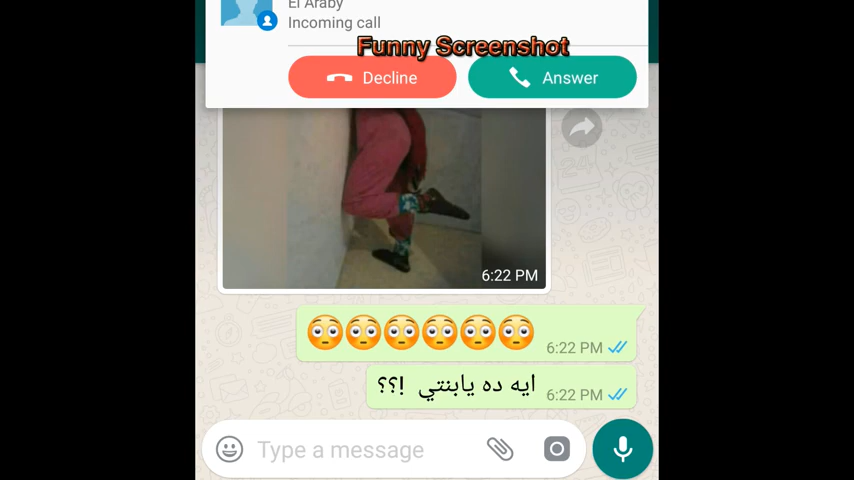 El Araby
Incoming call
Funny Screenshot
Decline
Answer
6:22 PM
😳😳😳😳😳😳 6:22 PM
ايه ده يابنتي !؟؟ 6:22 PM
Type a message